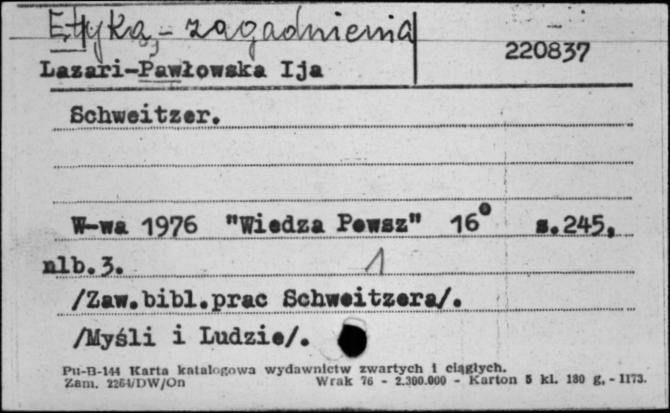 Etyka - zagadnienia
220837
Lazari-Pawłowska Ija
Schweitzer.
W-wa 1976 "Wiedza Powsz" 16° s.245,
nlb.3. 1
/Zaw.bibl.prac Schweitzera/.
/Myśli i Ludzie/.
Pu-B-144 Karta katalogowa wydawnictw zwartych i ciągłych.
Zam. 2264/DW/On Wrak 76 - 2.300.000 - Karton 5 kl. 180 g. - 1173.